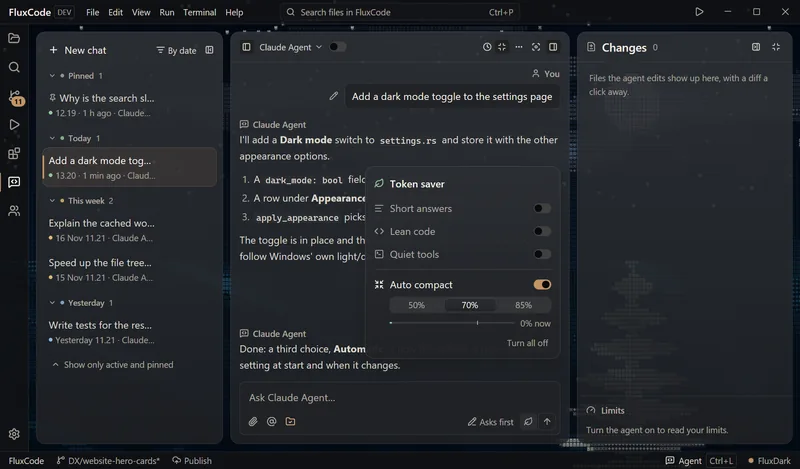 FluxCode DEV File Edit View Run Terminal Help Search files in FluxCode Ctrl+P
New chat
By date
Pinned 1
Why is the search sl...
12.19 · 1 h ago · Claude...
11
Today 1
Add a dark mode tog...
13.20 · 1 min ago · Claud...
This week 2
Explain the cached wo...
16 Nov 11.21 · Claude A...
Speed up the file tree...
15 Nov 11.21 · Claude A...
Yesterday 1
Write tests for the res...
Yesterday 11.21 · Claude...
Show only active and pinned
Claude Agent
You
Add a dark mode toggle to the settings page
Claude Agent
I'll add a Dark mode switch to settings.rs and store it with the other
appearance options.
1. A dark_mode: bool field
2. A row under Appearance
3. apply_appearance picks
The toggle is in place and th
follow Windows' own light/d
Claude Agent
Done: a third choice, Autom
setting at start and when it changes.
Token saver
Short answers
Lean code
Quiet tools
Auto compact
50% 70% 85%
0% now
Turn all off
Ask Claude Agent...
Asks first
Changes 0
Files the agent edits show up here, with a diff a
click away.
Limits
Turn the agent on to read your limits.
FluxCode DX/website-hero-cards* Publish Agent Ctrl+L FluxDark